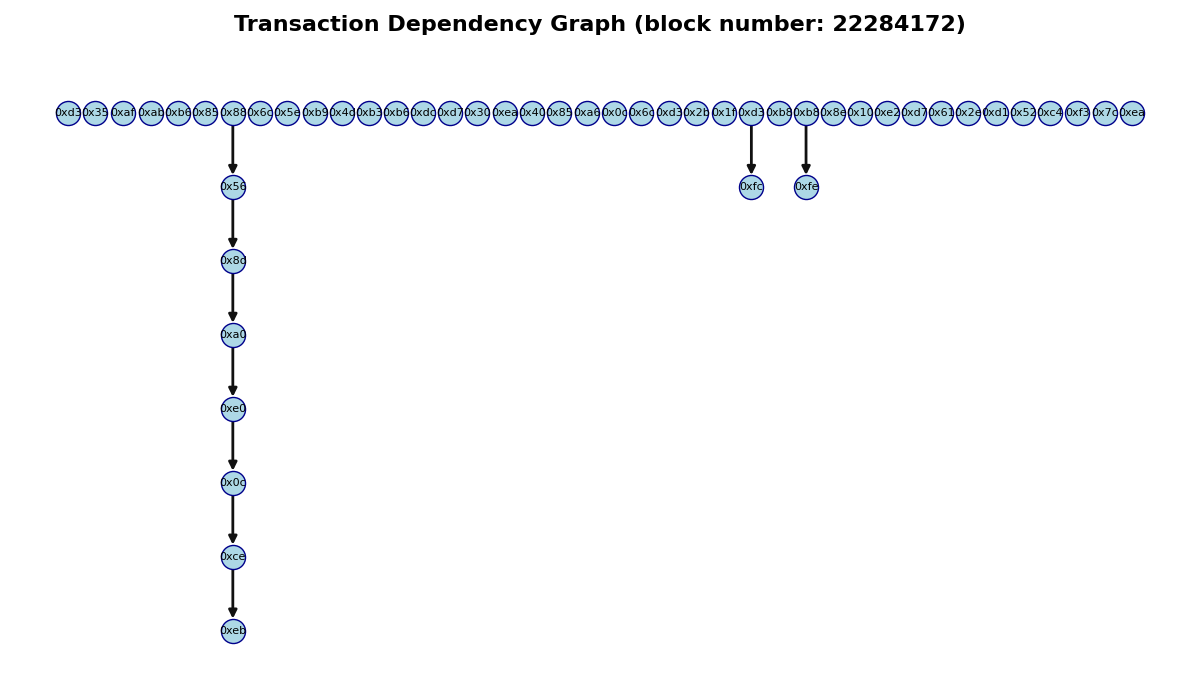 Transaction Dependency Graph (block number: 22284172)
0xd3 0x35 0xaf 0xab 0xb6 0x85 0x88 0x6c 0x5e 0xb9 0x4d 0xb3 0xb6 0xdc 0xd7 0x30 0xea 0x40 0x85 0xa6 0x0c 0x6c 0xd3 0x2b 0x1f 0xd3 0xb8 0xb8 0x8e 0x10 0xe2 0xd7 0x61 0x2e 0xd1 0x52 0xc4 0xf3 0x7c 0xea
0x56 0xfc 0xfe
0x8d
0xa0
0xe0
0x0c
0xce
0xeb